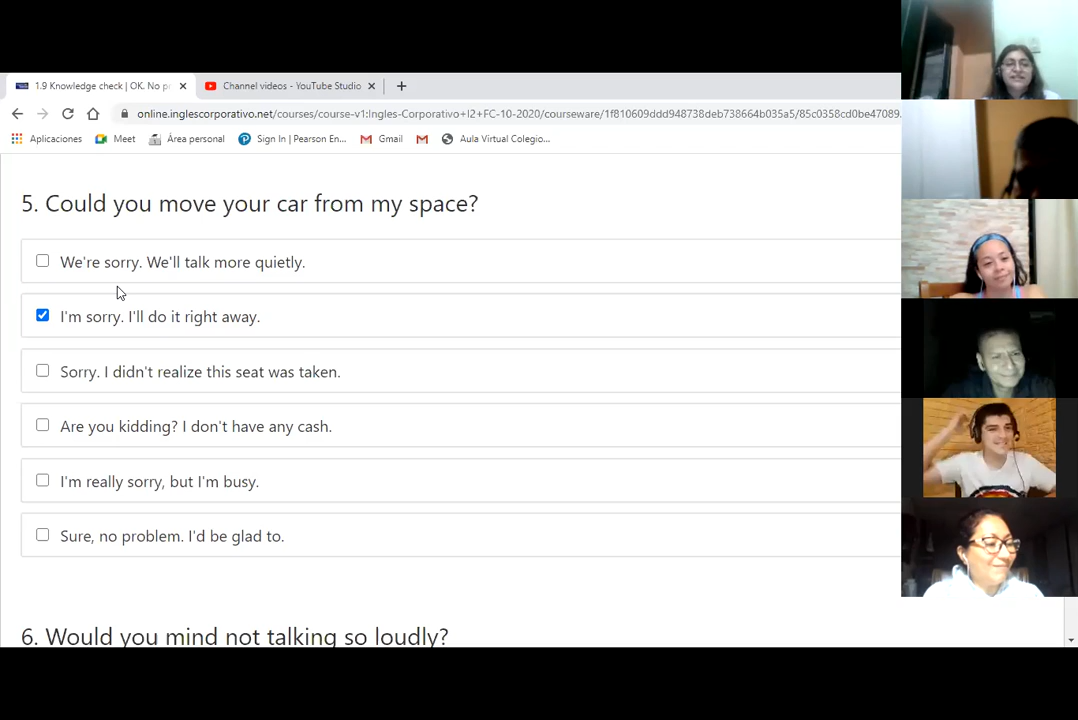 1.9 Knowledge check | OK. No p
Channel videos - YouTube Studio
online.inglescorporativo.net/courses/course-v1:Ingles-Corporativo+I2+FC-10-2020/courseware/1f810609ddd948738deb738664b035a5/85c0358cd0be47089.
Aplicaciones Meet Área personal Sign In | Pearson En... Gmail Aula Virtual Colegio...
5. Could you move your car from my space?
We're sorry. We'll talk more quietly.
I'm sorry. I'll do it right away.
Sorry. I didn't realize this seat was taken.
Are you kidding? I don't have any cash.
I'm really sorry, but I'm busy.
Sure, no problem. I'd be glad to.
6. Would you mind not talking so loudly?